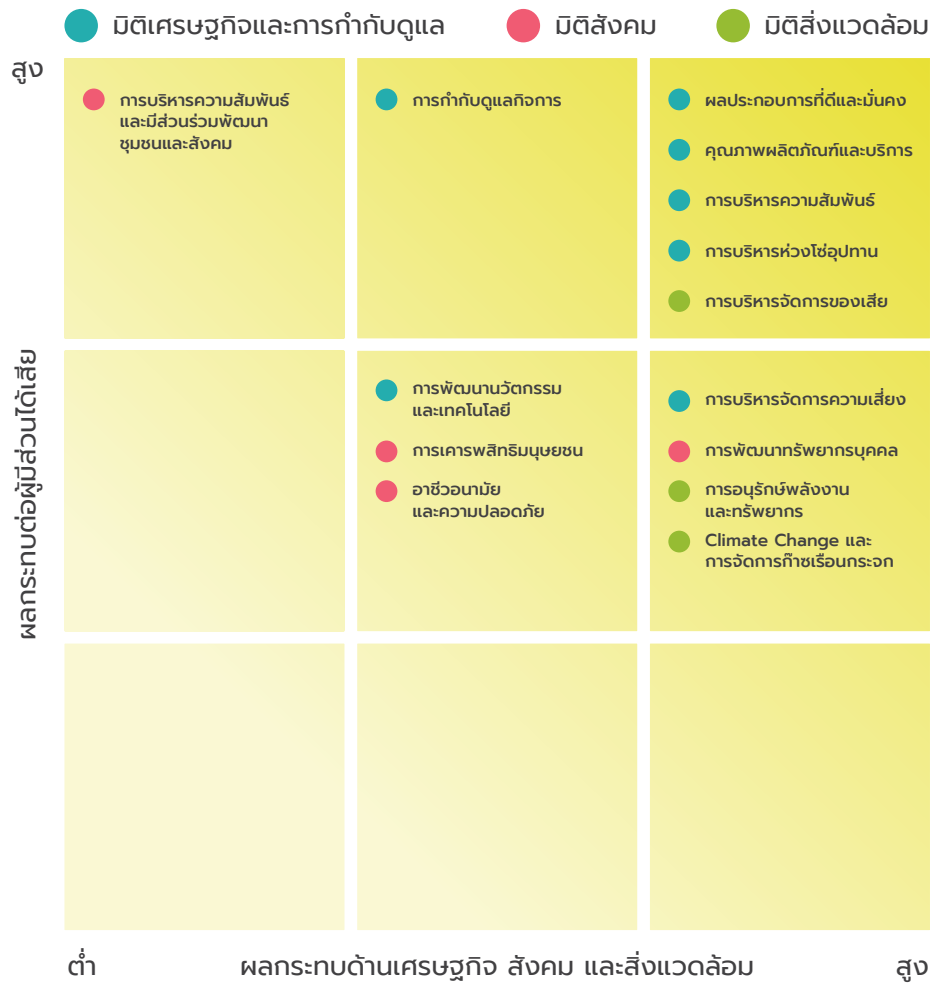 มิติเศรษฐกิจและการกำกับดูแล
มิติสังคม
มิติสิ่งแวดล้อม
สูง
การบริหารความสัมพันธ์
และมีส่วนร่วมพัฒนา
ชุมชนและสังคม
การกำกับดูแลกิจการ
ผลประกอบการที่ดีและมั่นคง
คุณภาพผลิตภัณฑ์และบริการ
การบริหารความสัมพันธ์
การบริหารห่วงโซ่อุปทาน
การบริหารจัดการของเสีย
ผลกระทบต่อผู้มีส่วนได้เสีย
การพัฒนานวัตกรรม
และเทคโนโลยี
การเคารพสิทธิมนุษยชน
อาชีวอนามัย
และความปลอดภัย
การบริหารจัดการความเสี่ยง
การพัฒนาทรัพยากรบุคคล
การอนุรักษ์พลังงาน
และทรัพยากร
Climate Change และ
การจัดการก๊าซเรือนกระจก
ต่ำ
ผลกระทบด้านเศรษฐกิจ สังคม และสิ่งแวดล้อม
สูง